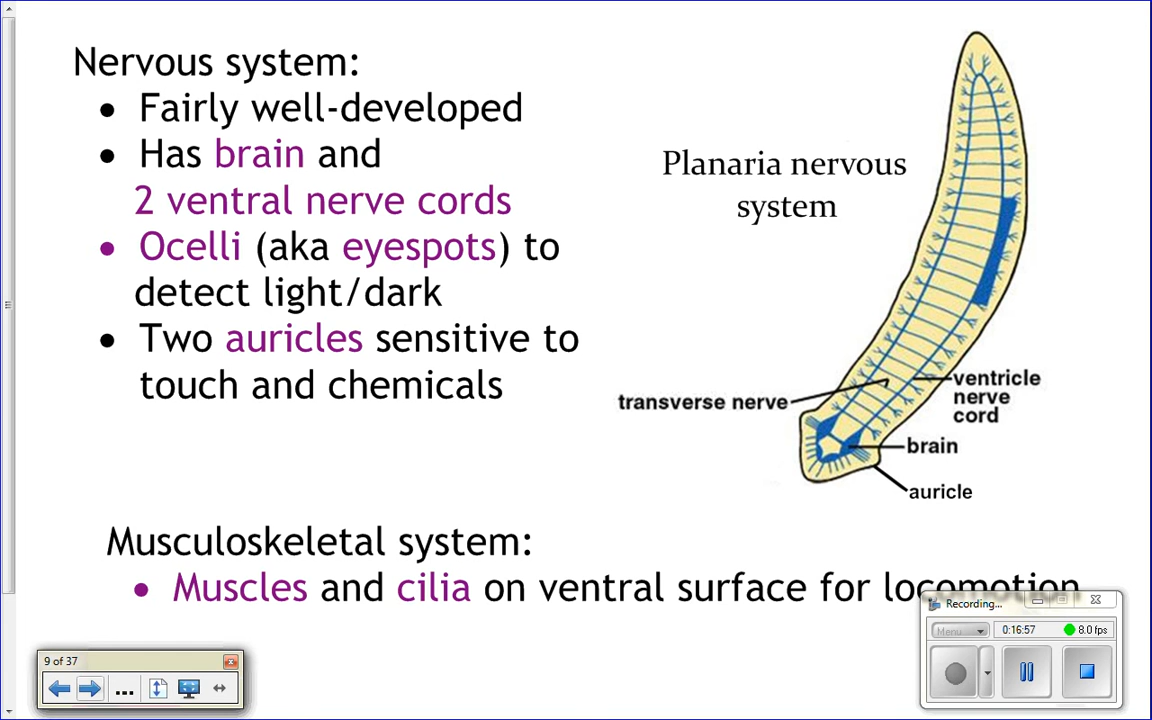 Nervous system:
• Fairly well-developed
• Has brain and
2 ventral nerve cords
• Ocelli (aka eyespots) to
detect light/dark
• Two auricles sensitive to
touch and chemicals
Planaria nervous
system
transverse nerve
ventricle
nerve
cord
brain
auricle
Musculoskeletal system:
• Muscles and cilia on ventral surface for locomotion
Recording...
Menu
0:16:57
8.0 fps
9 of 37
...